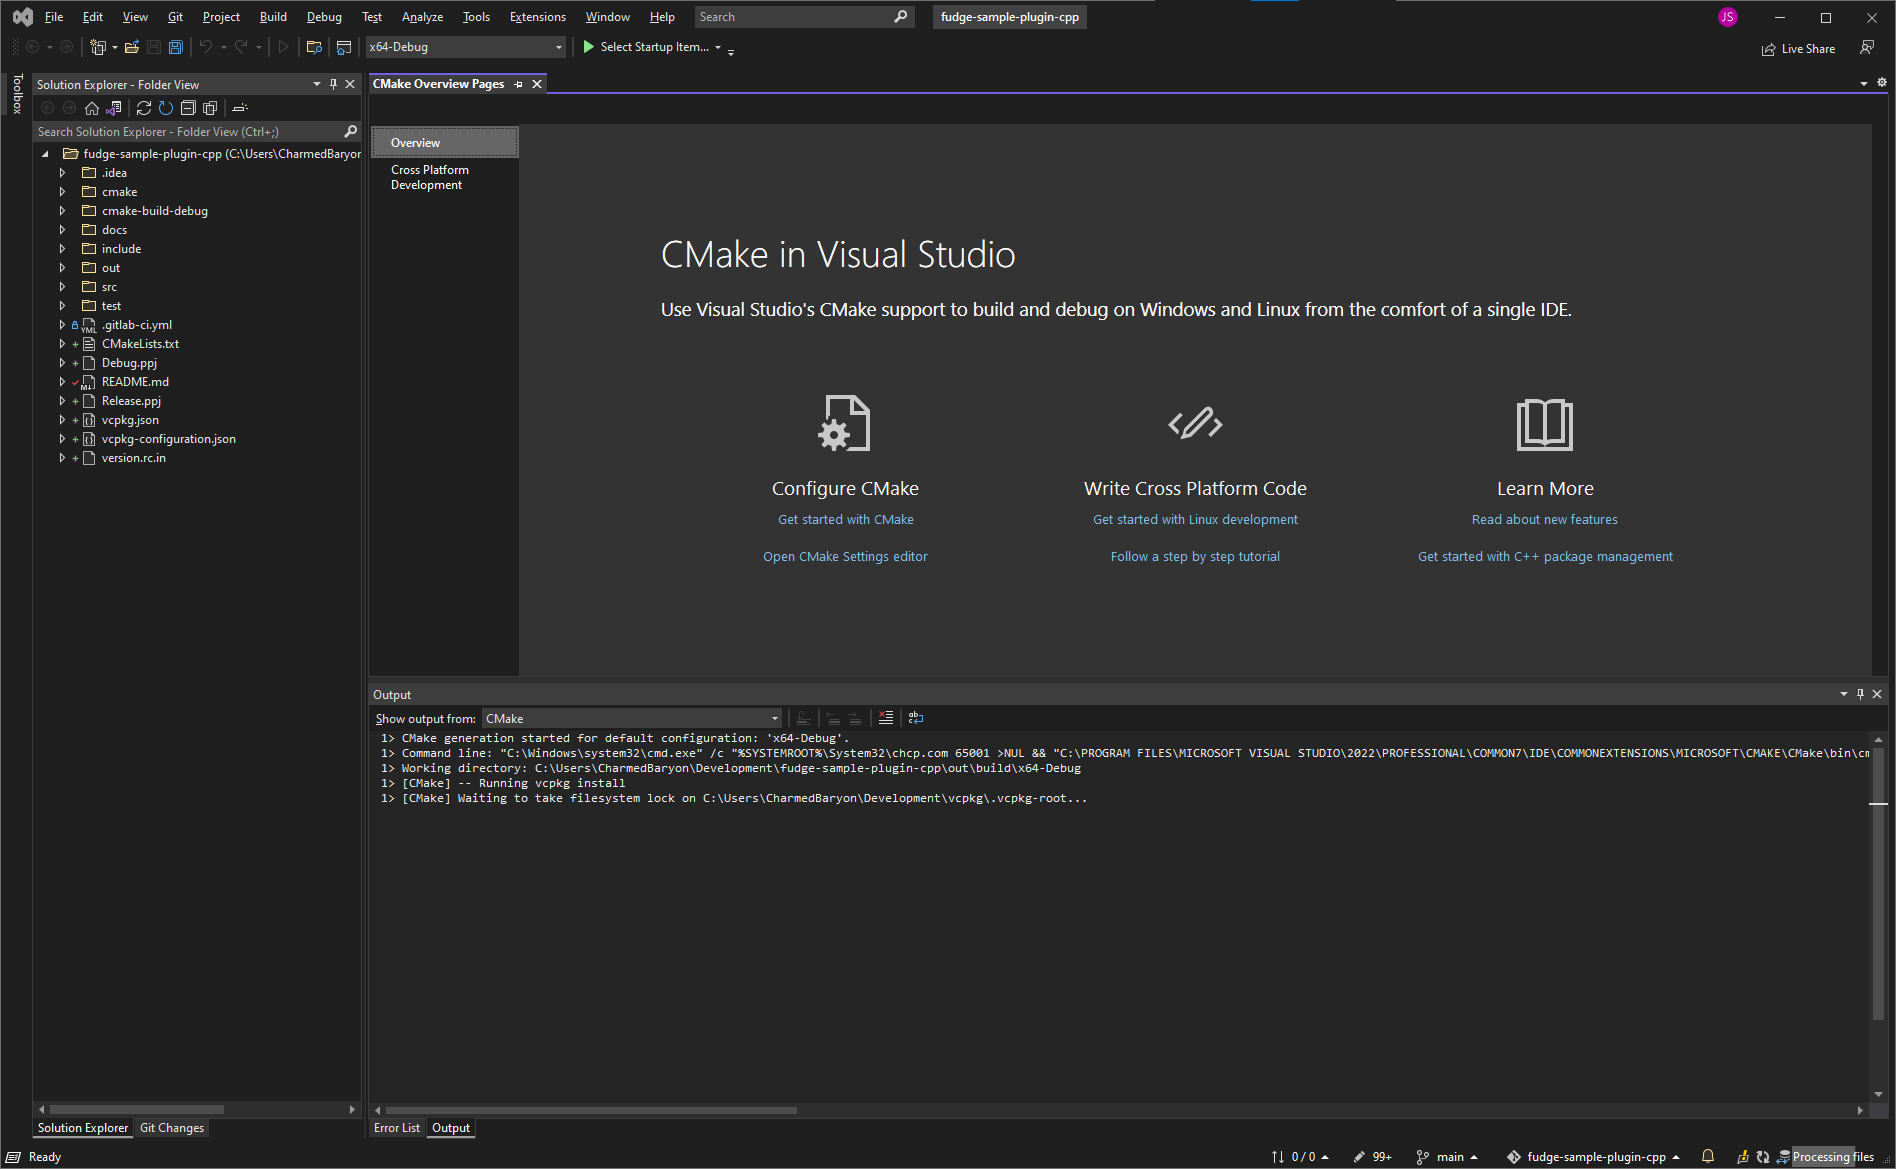 File Edit View Git Project Build Debug Test Analyze Tools Extensions Window Help Search fudge-sample-plugin-cpp JS
x64-Debug Select Startup Item... Live Share
Toolbox
Solution Explorer - Folder View
Search Solution Explorer - Folder View (Ctrl+;)
fudge-sample-plugin-cpp (C:\Users\CharmedBaryor
.idea
cmake
cmake-build-debug
docs
include
out
src
test
.gitlab-ci.yml
CMakeLists.txt
Debug.ppj
README.md
Release.ppj
vcpkg.json
vcpkg-configuration.json
version.rc.in
Solution Explorer Git Changes
CMake Overview Pages
Overview
Cross Platform
Development
CMake in Visual Studio
Use Visual Studio's CMake support to build and debug on Windows and Linux from the comfort of a single IDE.
Configure CMake
Get started with CMake
Open CMake Settings editor
Write Cross Platform Code
Get started with Linux development
Follow a step by step tutorial
Learn More
Read about new features
Get started with C++ package management
Output
Show output from: CMake
1> CMake generation started for default configuration: 'x64-Debug'.
1> Command line: "C:\Windows\system32\cmd.exe" /c "%SYSTEMROOT%\System32\chcp.com 65001 >NUL && "C:\PROGRAM FILES\MICROSOFT VISUAL STUDIO\2022\PROFESSIONAL\COMMON7\IDE\COMMONEXTENSIONS\MICROSOFT\CMAKE\CMake\bin\cm
1> Working directory: C:\Users\CharmedBaryon\Development\fudge-sample-plugin-cpp\out\build\x64-Debug
1> [CMake] -- Running vcpkg install
1> [CMake] Waiting to take filesystem lock on C:\Users\CharmedBaryon\Development\vcpkg\.vcpkg-root...
Error List Output
Ready 0 / 0 99+ main fudge-sample-plugin-cpp Processing files